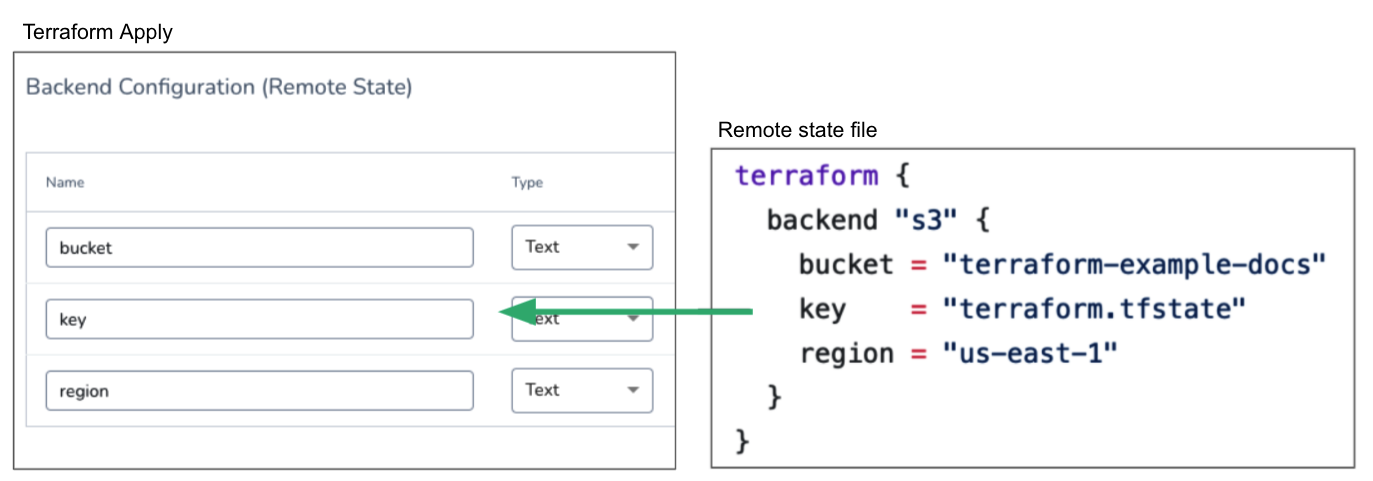 Terraform Apply
Backend Configuration (Remote State)
Name Type
bucket Text
key ext
region Text
Remote state file
terraform {
  backend "s3" {
    bucket = "terraform-example-docs"
    key    = "terraform.tfstate"
    region = "us-east-1"
  }
}